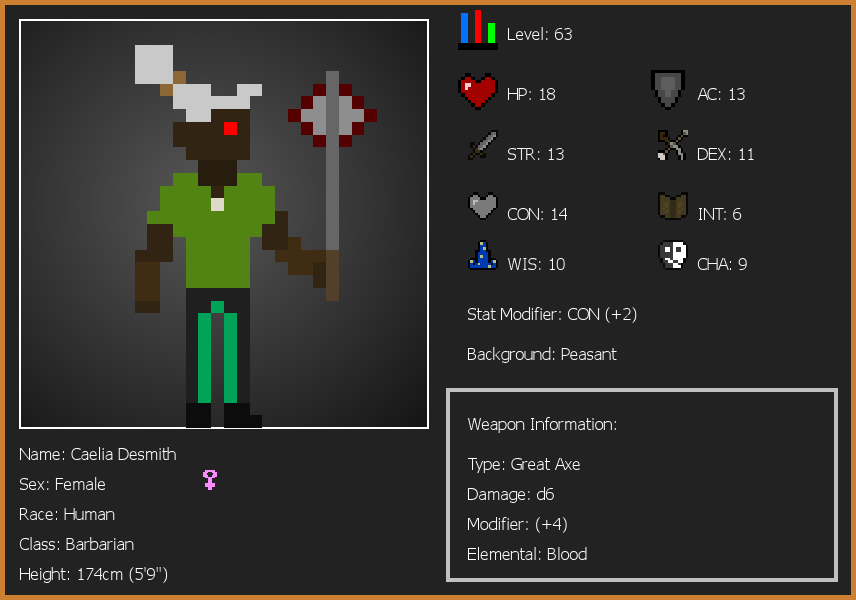 Level: 63
HP: 18
AC: 13
STR: 13
DEX: 11
CON: 14
INT: 6
WIS: 10
CHA: 9
Stat Modifier: CON (+2)
Background: Peasant
Weapon Information:
Type: Great Axe
Damage: d6
Modifier: (+4)
Elemental: Blood
Name: Caelia Desmith
Sex: Female
Race: Human
Class: Barbarian
Height: 174cm (5'9")